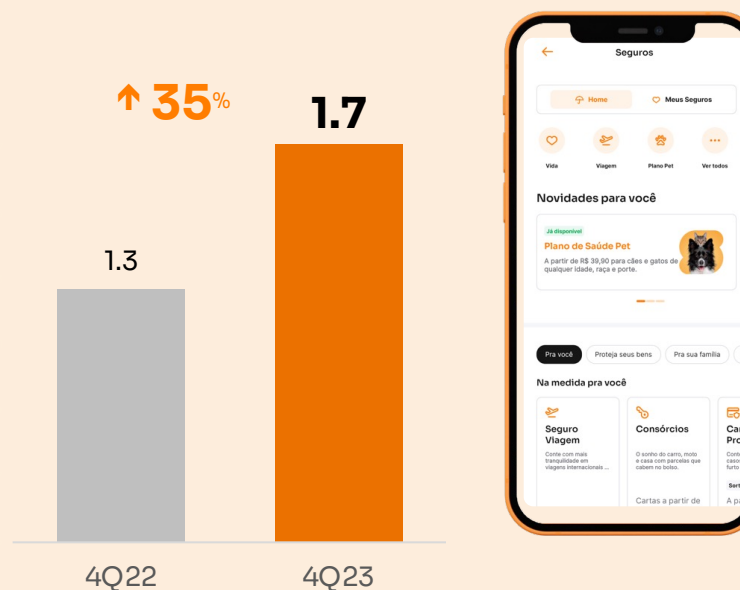 ↑ 35%
1.7
1.3
4Q22
4Q23
Seguros
Home
Meus Seguros
Vida
Viagem
Plano Pet
Ver todos
Novidades para você
Já disponível
Plano de Saúde Pet
A partir de R$ 39,90 para cães e gatos de
qualquer idade, raça e porte.
Pra você
Proteja seus bens
Pra sua família
Na medida pra você
Seguro
Viagem
Conte com mais
tranquilidade em
viagens internacionais ...
Consórcios
O sonho do carro, moto
e casa com parcelas que
cabem no bolso.
Cartas a partir de